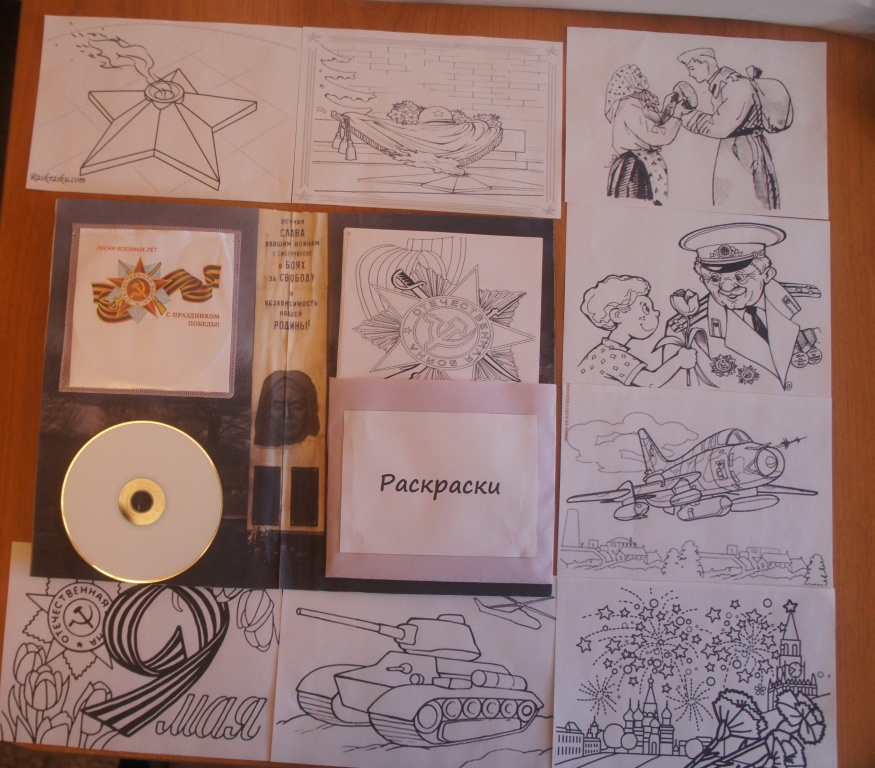 Raskrasku.com
ПЕСНИ ВОЕННЫХ ЛЕТ
С ПРАЗДНИКОМ
ПОБЕДЫ!
ВЕЧНАЯ
СЛАВА
ПАВШИМ ВОИНАМ
в БОЯХ
за СВОБОДУ
и
НЕЗАВИСИМОСТЬ
НАШЕЙ
РОДИНЫ!
ОТЕЧЕСТВЕННАЯ
ВОЙНА
Раскраски
ОТЕЧЕСТВЕННАЯ
9
мая